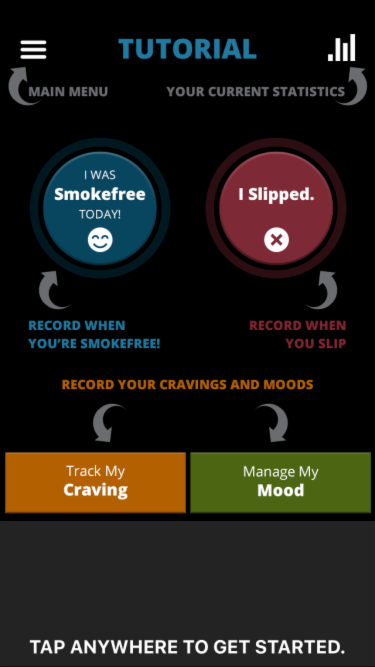 TUTORIAL
MAIN MENU
YOUR CURRENT STATISTICS
I WAS
Smokefree
TODAY!
I Slipped.
RECORD WHEN
YOU'RE SMOKEFREE!
RECORD WHEN
YOU SLIP
RECORD YOUR CRAVINGS AND MOODS
Track My
Craving
Manage My
Mood
TAP ANYWHERE TO GET STARTED.